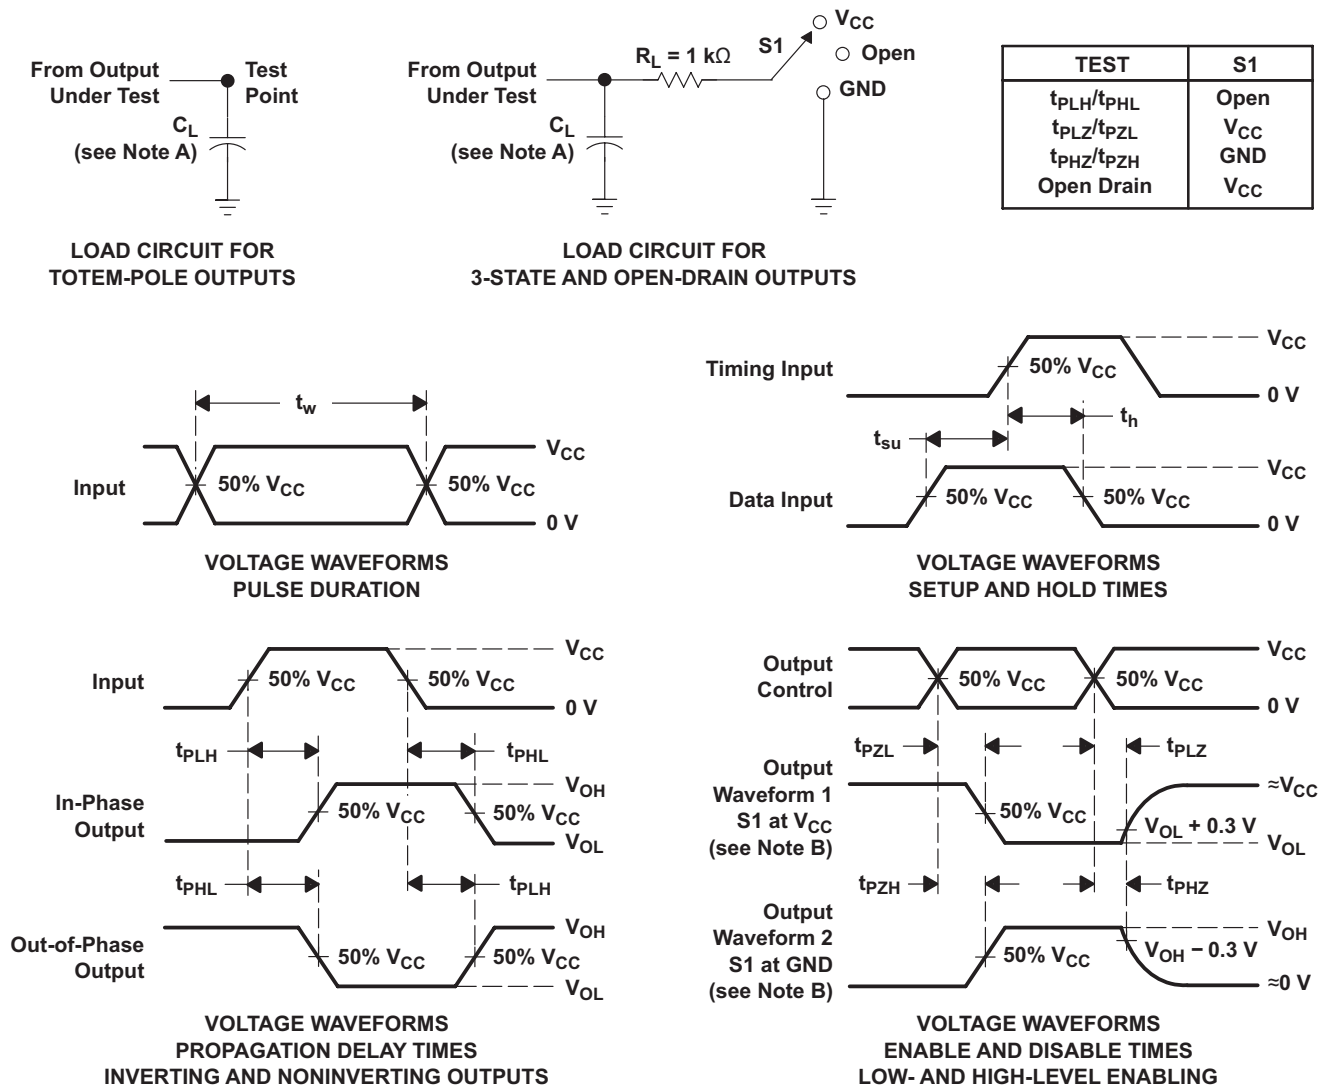 From Output
Under Test
Test
Point
CL
(see Note A)
LOAD CIRCUIT FOR
TOTEM-POLE OUTPUTS
From Output
Under Test
RL = 1 kΩ
S1
VCC
Open
GND
CL
(see Note A)
LOAD CIRCUIT FOR
3-STATE AND OPEN-DRAIN OUTPUTS
TEST S1
tPLH/tPHL Open
tPLZ/tPZL VCC
tPHZ/tPZH GND
Open Drain VCC
tw
Input
50% VCC
50% VCC
VCC
0 V
VOLTAGE WAVEFORMS
PULSE DURATION
Timing Input
50% VCC
VCC
0 V
tsu
th
Data Input
50% VCC
50% VCC
VCC
0 V
VOLTAGE WAVEFORMS
SETUP AND HOLD TIMES
Input
50% VCC
50% VCC
VCC
0 V
tPLH
tPHL
In-Phase
Output
50% VCC
50% VCC
VOH
VOL
tPHL
tPLH
Out-of-Phase
Output
50% VCC
50% VCC
VOH
VOL
VOLTAGE WAVEFORMS
PROPAGATION DELAY TIMES
INVERTING AND NONINVERTING OUTPUTS
Output
Control
50% VCC
50% VCC
VCC
0 V
tPZL
tPLZ
Output
Waveform 1
S1 at VCC
(see Note B)
50% VCC
VOL + 0.3 V
≈VCC
VOL
tPZH
tPHZ
Output
Waveform 2
S1 at GND
(see Note B)
50% VCC
VOH − 0.3 V
VOH
≈0 V
VOLTAGE WAVEFORMS
ENABLE AND DISABLE TIMES
LOW- AND HIGH-LEVEL ENABLING